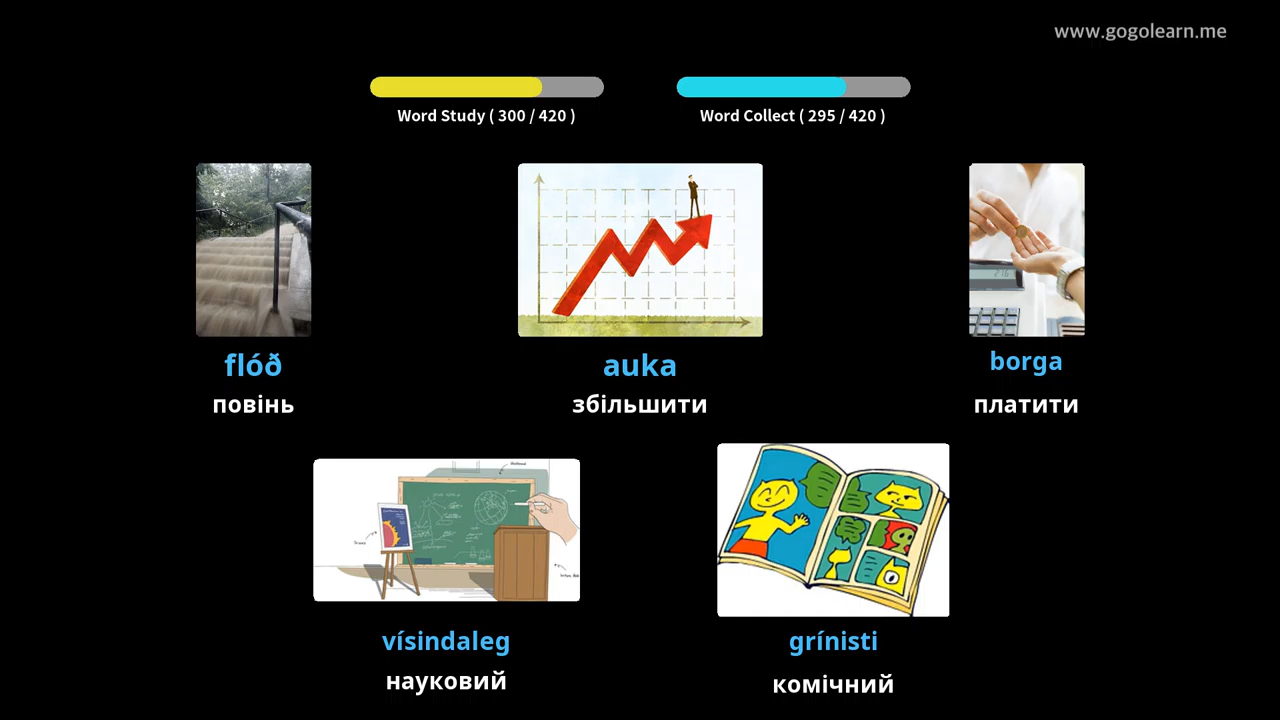 www.gogolearn.me
Word Study ( 300 / 420 )
Word Collect ( 295 / 420 )
flóð
повінь
auka
збільшити
borga
платити
vísindaleg
науковий
grínisti
комічний